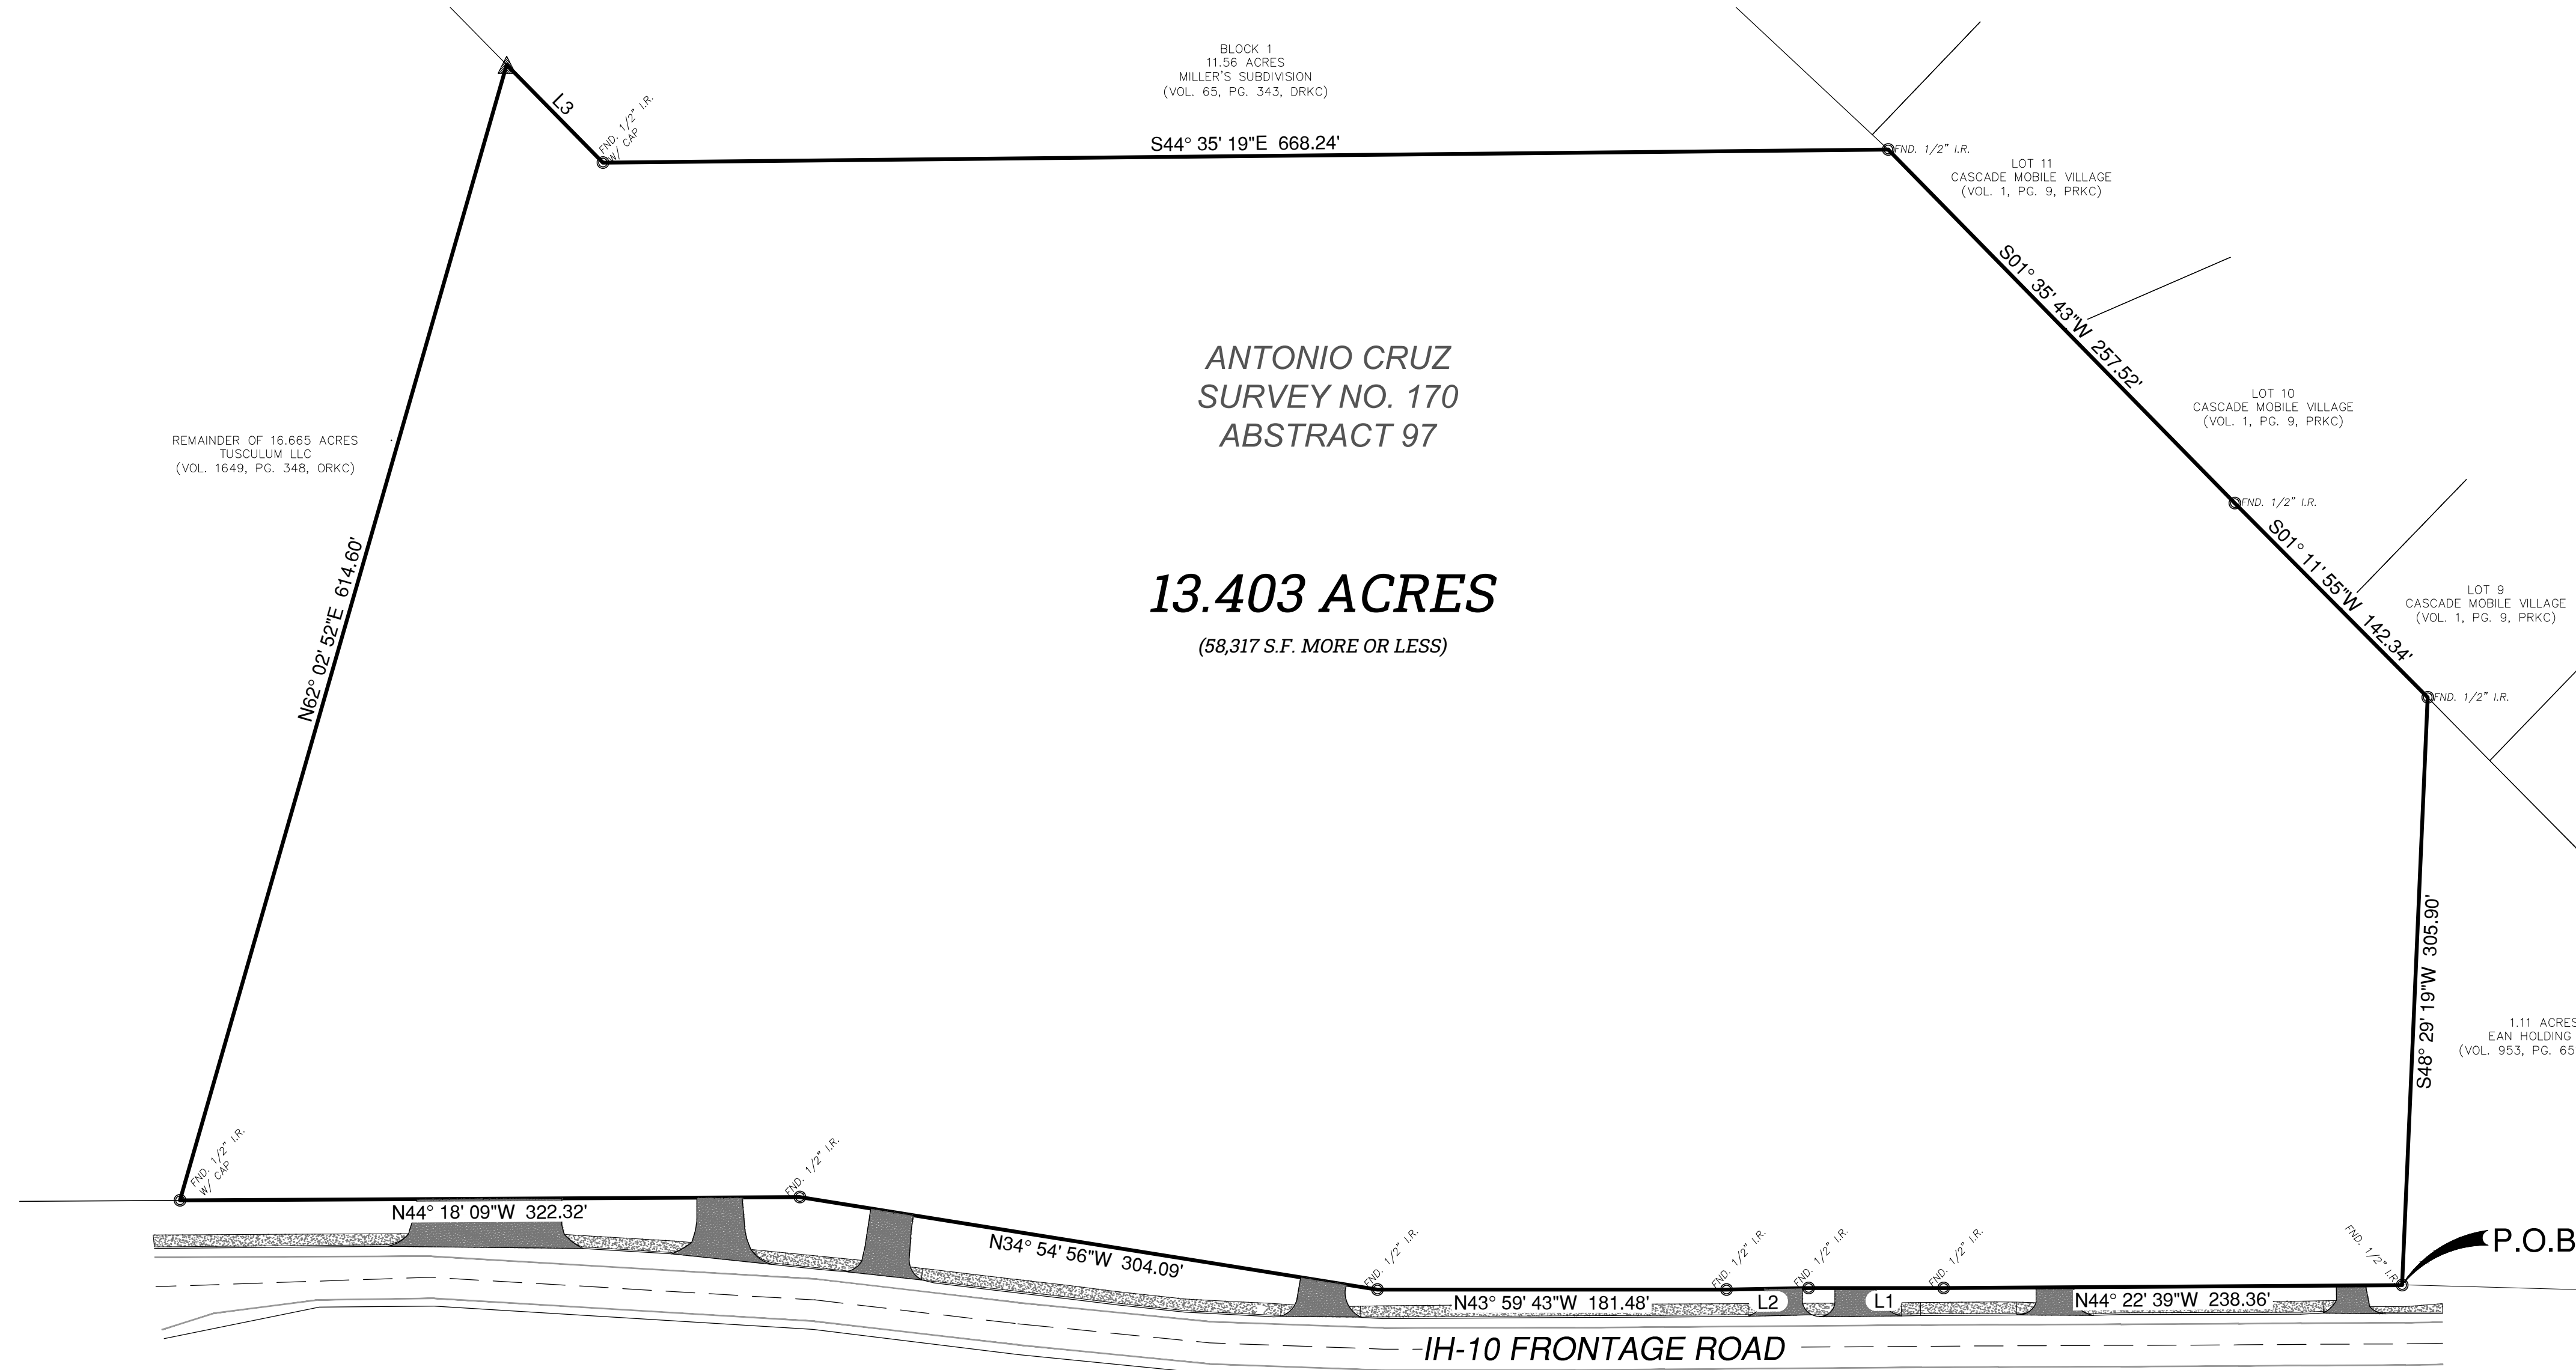 BLOCK 1
11.56 ACRES
MILLER'S SUBDIVISION
(VOL. 65, PG. 343, DRKC)
L3
FND. 1/2" I.R.
W/ CAP
S44° 35' 19"E 668.24'
FND. 1/2" I.R.
LOT 11
CASCADE MOBILE VILLAGE
(VOL. 1, PG. 9, PRKC)
S01° 35' 43"W 257.52'
ANTONIO CRUZ
SURVEY NO. 170
ABSTRACT 97
LOT 10
CASCADE MOBILE VILLAGE
(VOL. 1, PG. 9, PRKC)
REMAINDER OF 16.665 ACRES
TUSCULUM LLC
(VOL. 1649, PG. 348, ORKC)
FND. 1/2" I.R.
S01° 11' 55"W 142.34'
13.403 ACRES
(58,317 S.F. MORE OR LESS)
LOT 9
CASCADE MOBILE VILLAGE
(VOL. 1, PG. 9, PRKC)
N62° 02' 52"E 614.60'
FND. 1/2" I.R.
S48° 29' 19"W 305.90'
1.11 ACRES
EAN HOLDING
(VOL. 953, PG. 65
FND. 1/2" I.R.
W/ CAP
FND. 1/2" I.R.
N44° 18' 09"W 322.32'
N34° 54' 56"W 304.09'
FND. 1/2" I.R.
FND. 1/2" I.R.
FND. 1/2" I.R.
FND. 1/2" I.R.
FND. 1/2" I.R.
P.O.B
N43° 59' 43"W 181.48'
L2
L1
N44° 22' 39"W 238.36'
IH-10 FRONTAGE ROAD